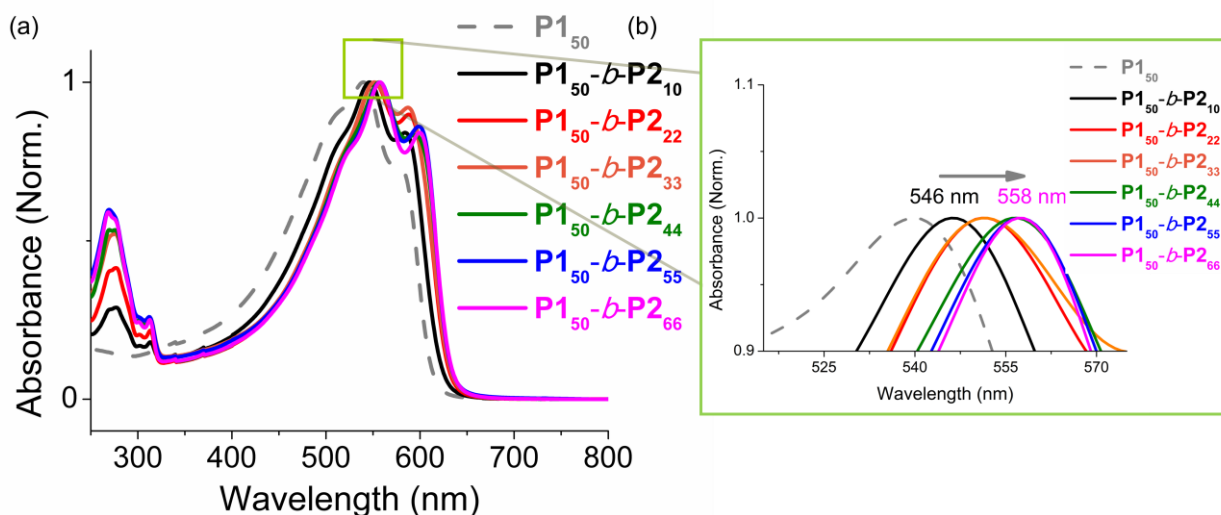 (a)
P1₅₀
P1₅₀-b-P2₁₀
P1₅₀-b-P2₂₂
P1₅₀-b-P2₃₃
P1₅₀-b-P2₄₄
P1₅₀-b-P2₅₅
P1₅₀-b-P2₆₆
1
0
Absorbance (Norm.)
300 400 500 600 700 800
Wavelength (nm)
(b)
P1₅₀
P1₅₀-b-P2₁₀
P1₅₀-b-P2₂₂
P1₅₀-b-P2₃₃
P1₅₀-b-P2₄₄
P1₅₀-b-P2₅₅
P1₅₀-b-P2₆₆
546 nm 558 nm
1.1
1.0
0.9
Absorbance (Norm.)
525 540 555 570
Wavelength (nm)